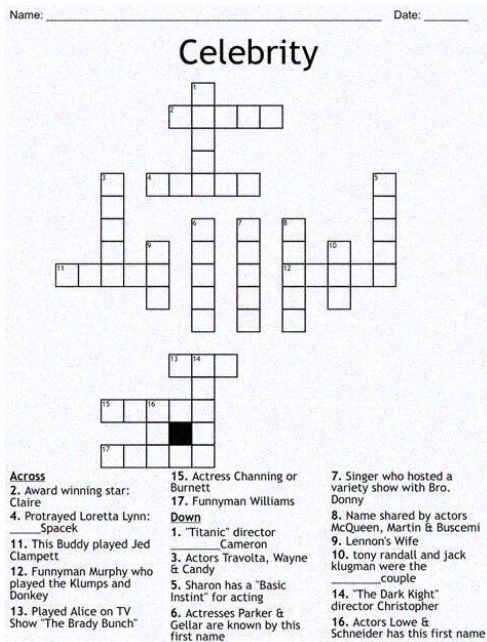 Name: ____ Date: ____
Celebrity
1
2
3
4
5
6
7
8
9
10
11
12
13
14
15
16
17
Across
2. Award winning star:
Claire
4. Protrayed Loretta Lynn:
____Spacek
11. This Buddy played Jed
Clampett
12. Funnyman Murphy who
played the Klumps and
Donkey
13. Played Alice on TV
Show "The Brady Bunch"
15. Actress Channing or
Burnett
17. Funnyman Williams
Down
1. "Titanic" director
_______Cameron
3. Actors Travolta, Wayne
& Candy
5. Sharon has a "Basic
Instint" for acting
6. Actresses Parker &
Gellar are known by this
first name
7. Singer who hosted a
variety show with Bro.
Donny
8. Name shared by actors
McQueen, Martin & Buscemi
9. Lennon's Wife
10. tony randall and jack
klugman were the
________couple
14. "The Dark Kight"
director Christopher
16. Actors Lowe &
Schneider has this first name